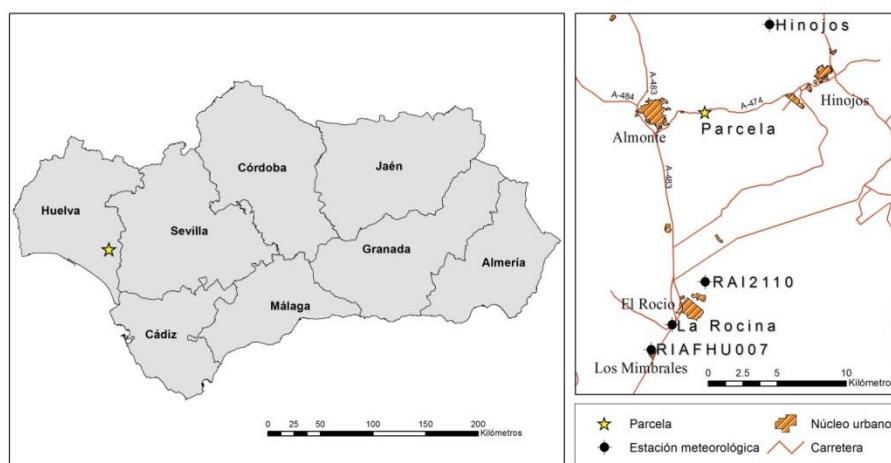 Córdoba
Jaén
Huelva
Sevilla
Granada
Almería
Málaga
Cádiz
0 50 100 150 200
Kilómetros
Hinojos
A-484
A-483
A-474
Hinojos
Almonte
Parcela
A-483
RAI2110
El Rocio
La Rocina
RIAFHU007
Los Mimbrales
0 2.5 5 10
Kilómetros
Parcela
Núcleo urbano
Estación meteorológica
Carretera